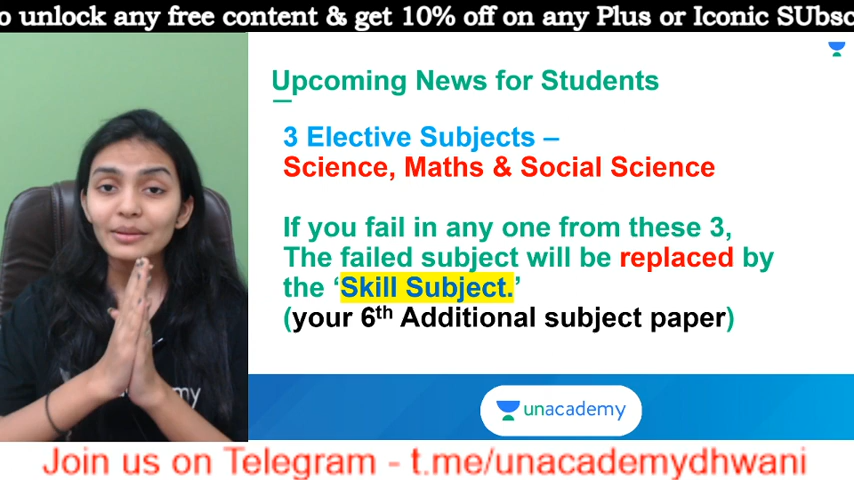 o unlock any free content & get 10% off on any Plus or Iconic SUbsc
Upcoming News for Students
3 Elective Subjects –
Science, Maths & Social Science
If you fail in any one from these 3,
The failed subject will be replaced by
the ‘Skill Subject.’
(your 6th Additional subject paper)
my
unacademy
Join us on Telegram - t.me/unacademydhwani